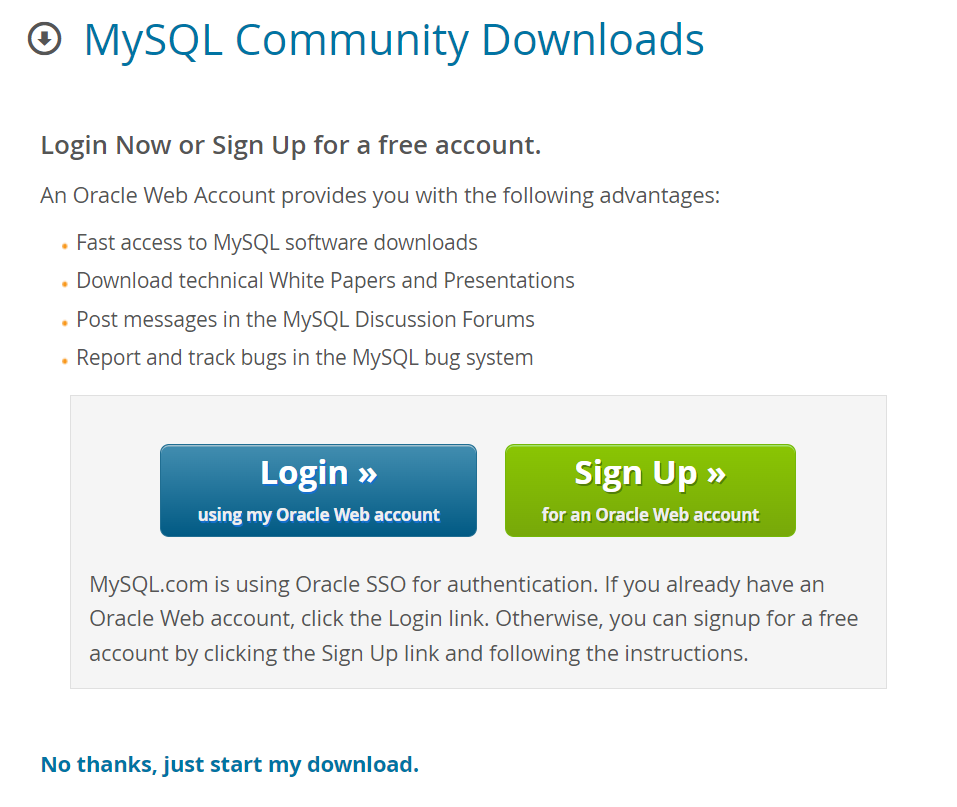 MySQL Community Downloads
Login Now or Sign Up for a free account.
An Oracle Web Account provides you with the following advantages:
Fast access to MySQL software downloads
Download technical White Papers and Presentations
Post messages in the MySQL Discussion Forums
Report and track bugs in the MySQL bug system
Login »
using my Oracle Web account
Sign Up »
for an Oracle Web account
MySQL.com is using Oracle SSO for authentication. If you already have an
Oracle Web account, click the Login link. Otherwise, you can signup for a free
account by clicking the Sign Up link and following the instructions.
No thanks, just start my download.